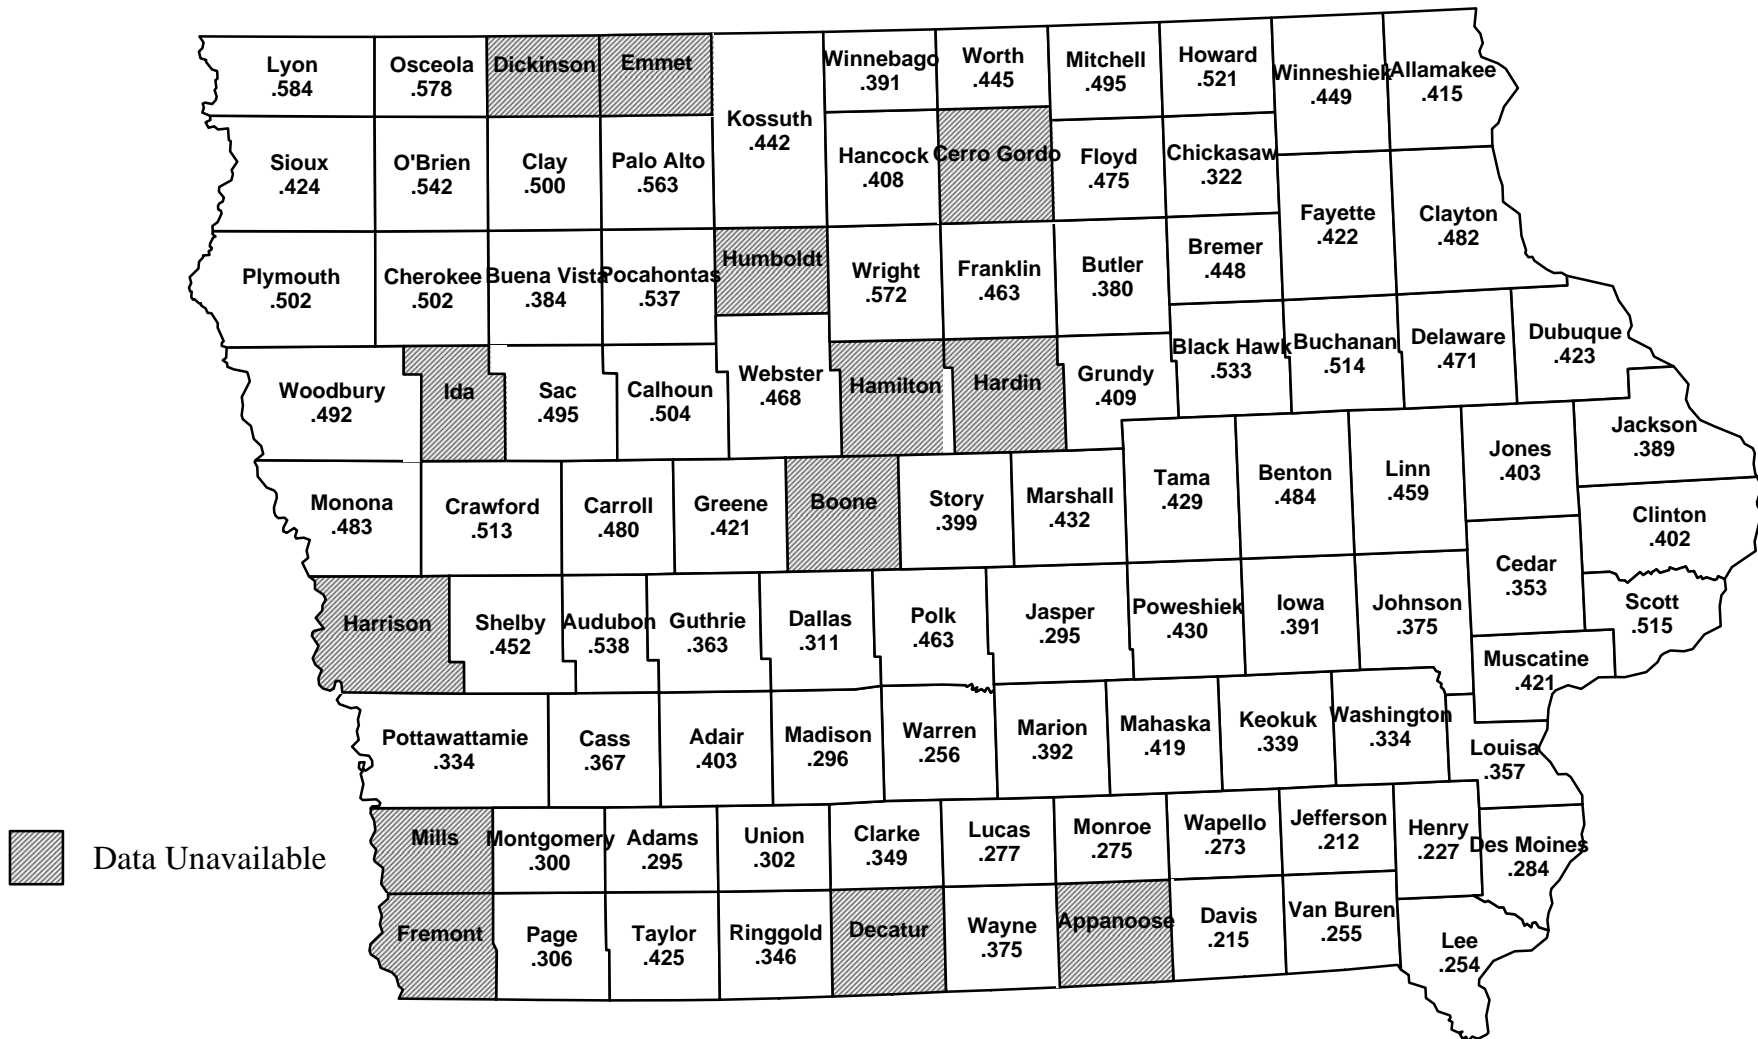 Lyon
.584
Osceola
.578
Dickinson
Emmet
Kossuth
.442
Winnebago
.391
Worth
.445
Mitchell
.495
Howard
.521
Winneshiek
.449
Allamakee
.415
Sioux
.424
O'Brien
.542
Clay
.500
Palo Alto
.563
Hancock
.408
Cerro Gordo
Floyd
.475
Chickasaw
.322
Fayette
.422
Clayton
.482
Plymouth
.502
Cherokee
.502
Buena Vista
.384
Pocahontas
.537
Humboldt
Wright
.572
Franklin
.463
Butler
.380
Bremer
.448
Woodbury
.492
Ida
Sac
.495
Calhoun
.504
Webster
.468
Hamilton
Hardin
Grundy
.409
Black Hawk
.533
Buchanan
.514
Delaware
.471
Dubuque
.423
Monona
.483
Crawford
.513
Carroll
.480
Greene
.421
Boone
Story
.399
Marshall
.432
Tama
.429
Benton
.484
Linn
.459
Jones
.403
Jackson
.389
Clinton
.402
Cedar
.353
Harrison
Shelby
.452
Audubon
.538
Guthrie
.363
Dallas
.311
Polk
.463
Jasper
.295
Poweshiek
.430
Iowa
.391
Johnson
.375
Scott
.515
Muscatine
.421
Pottawattamie
.334
Cass
.367
Adair
.403
Madison
.296
Warren
.256
Marion
.392
Mahaska
.419
Keokuk
.339
Washington
.334
Louisa
.357
Mills
Montgomery
.300
Adams
.295
Union
.302
Clarke
.349
Lucas
.277
Monroe
.275
Wapello
.273
Jefferson
.212
Henry
.227
Des Moines
.284
Data Unavailable
Fremont
Page
.306
Taylor
.425
Ringgold
.346
Decatur
Wayne
.375
Appanoose
Davis
.215
Van Buren
.255
Lee
.254